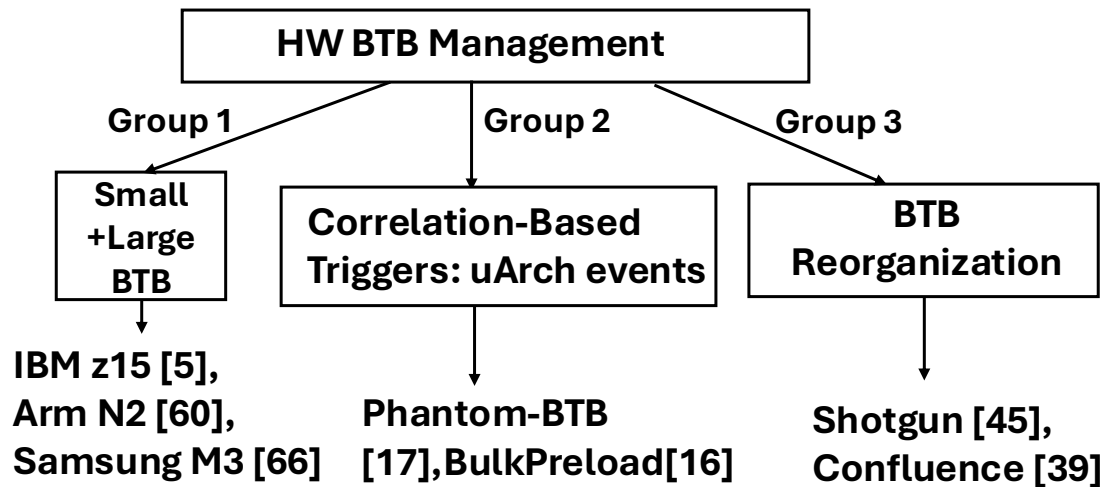 HW BTB Management
Group 1
Group 2
Group 3
Small
+Large
BTB
Correlation-Based
Triggers: uArch events
BTB
Reorganization
IBM z15 [5],
Arm N2 [60],
Samsung M3 [66]
Phantom-BTB
[17],BulkPreload[16]
Shotgun [45],
Confluence [39]